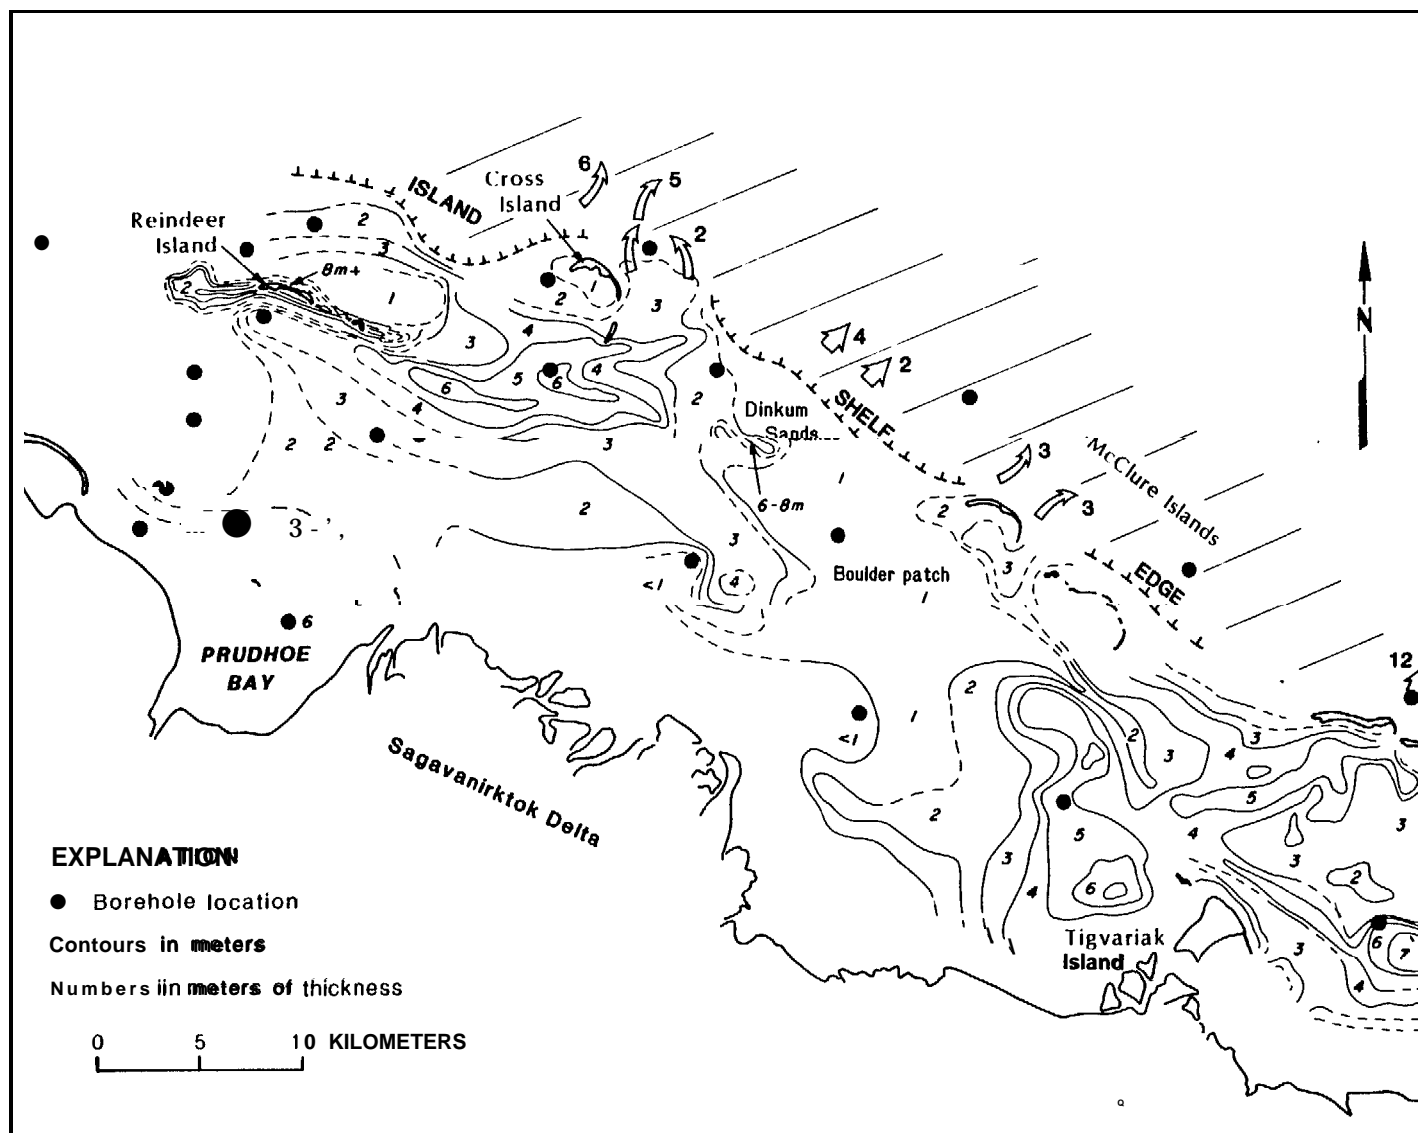 6
5
ISLAND
Cross
Island
Reindeer
Island
2
3
2
8m+
2
1
1
2
3
4
3
4
2
N
6
5
6
4
3
4
2
SHELF
Dinkum
Sands
2
2
3
3
McClure Islands
1
6-8m
2
3
2
3
3
3-',
3
Boulder patch
EDGE
<1
4
1
6
PRUDHOE
BAY
12
2
1
<1
2
3
4
3
Sagavanirktok Delta
5
2
5
4
3
3
3
EXPLANATION
6
4
2
Borehole location
Tigvariak
Island
Contours in meters
3
6
7
Numbers in meters of thickness
4
0 5 10 KILOMETERS